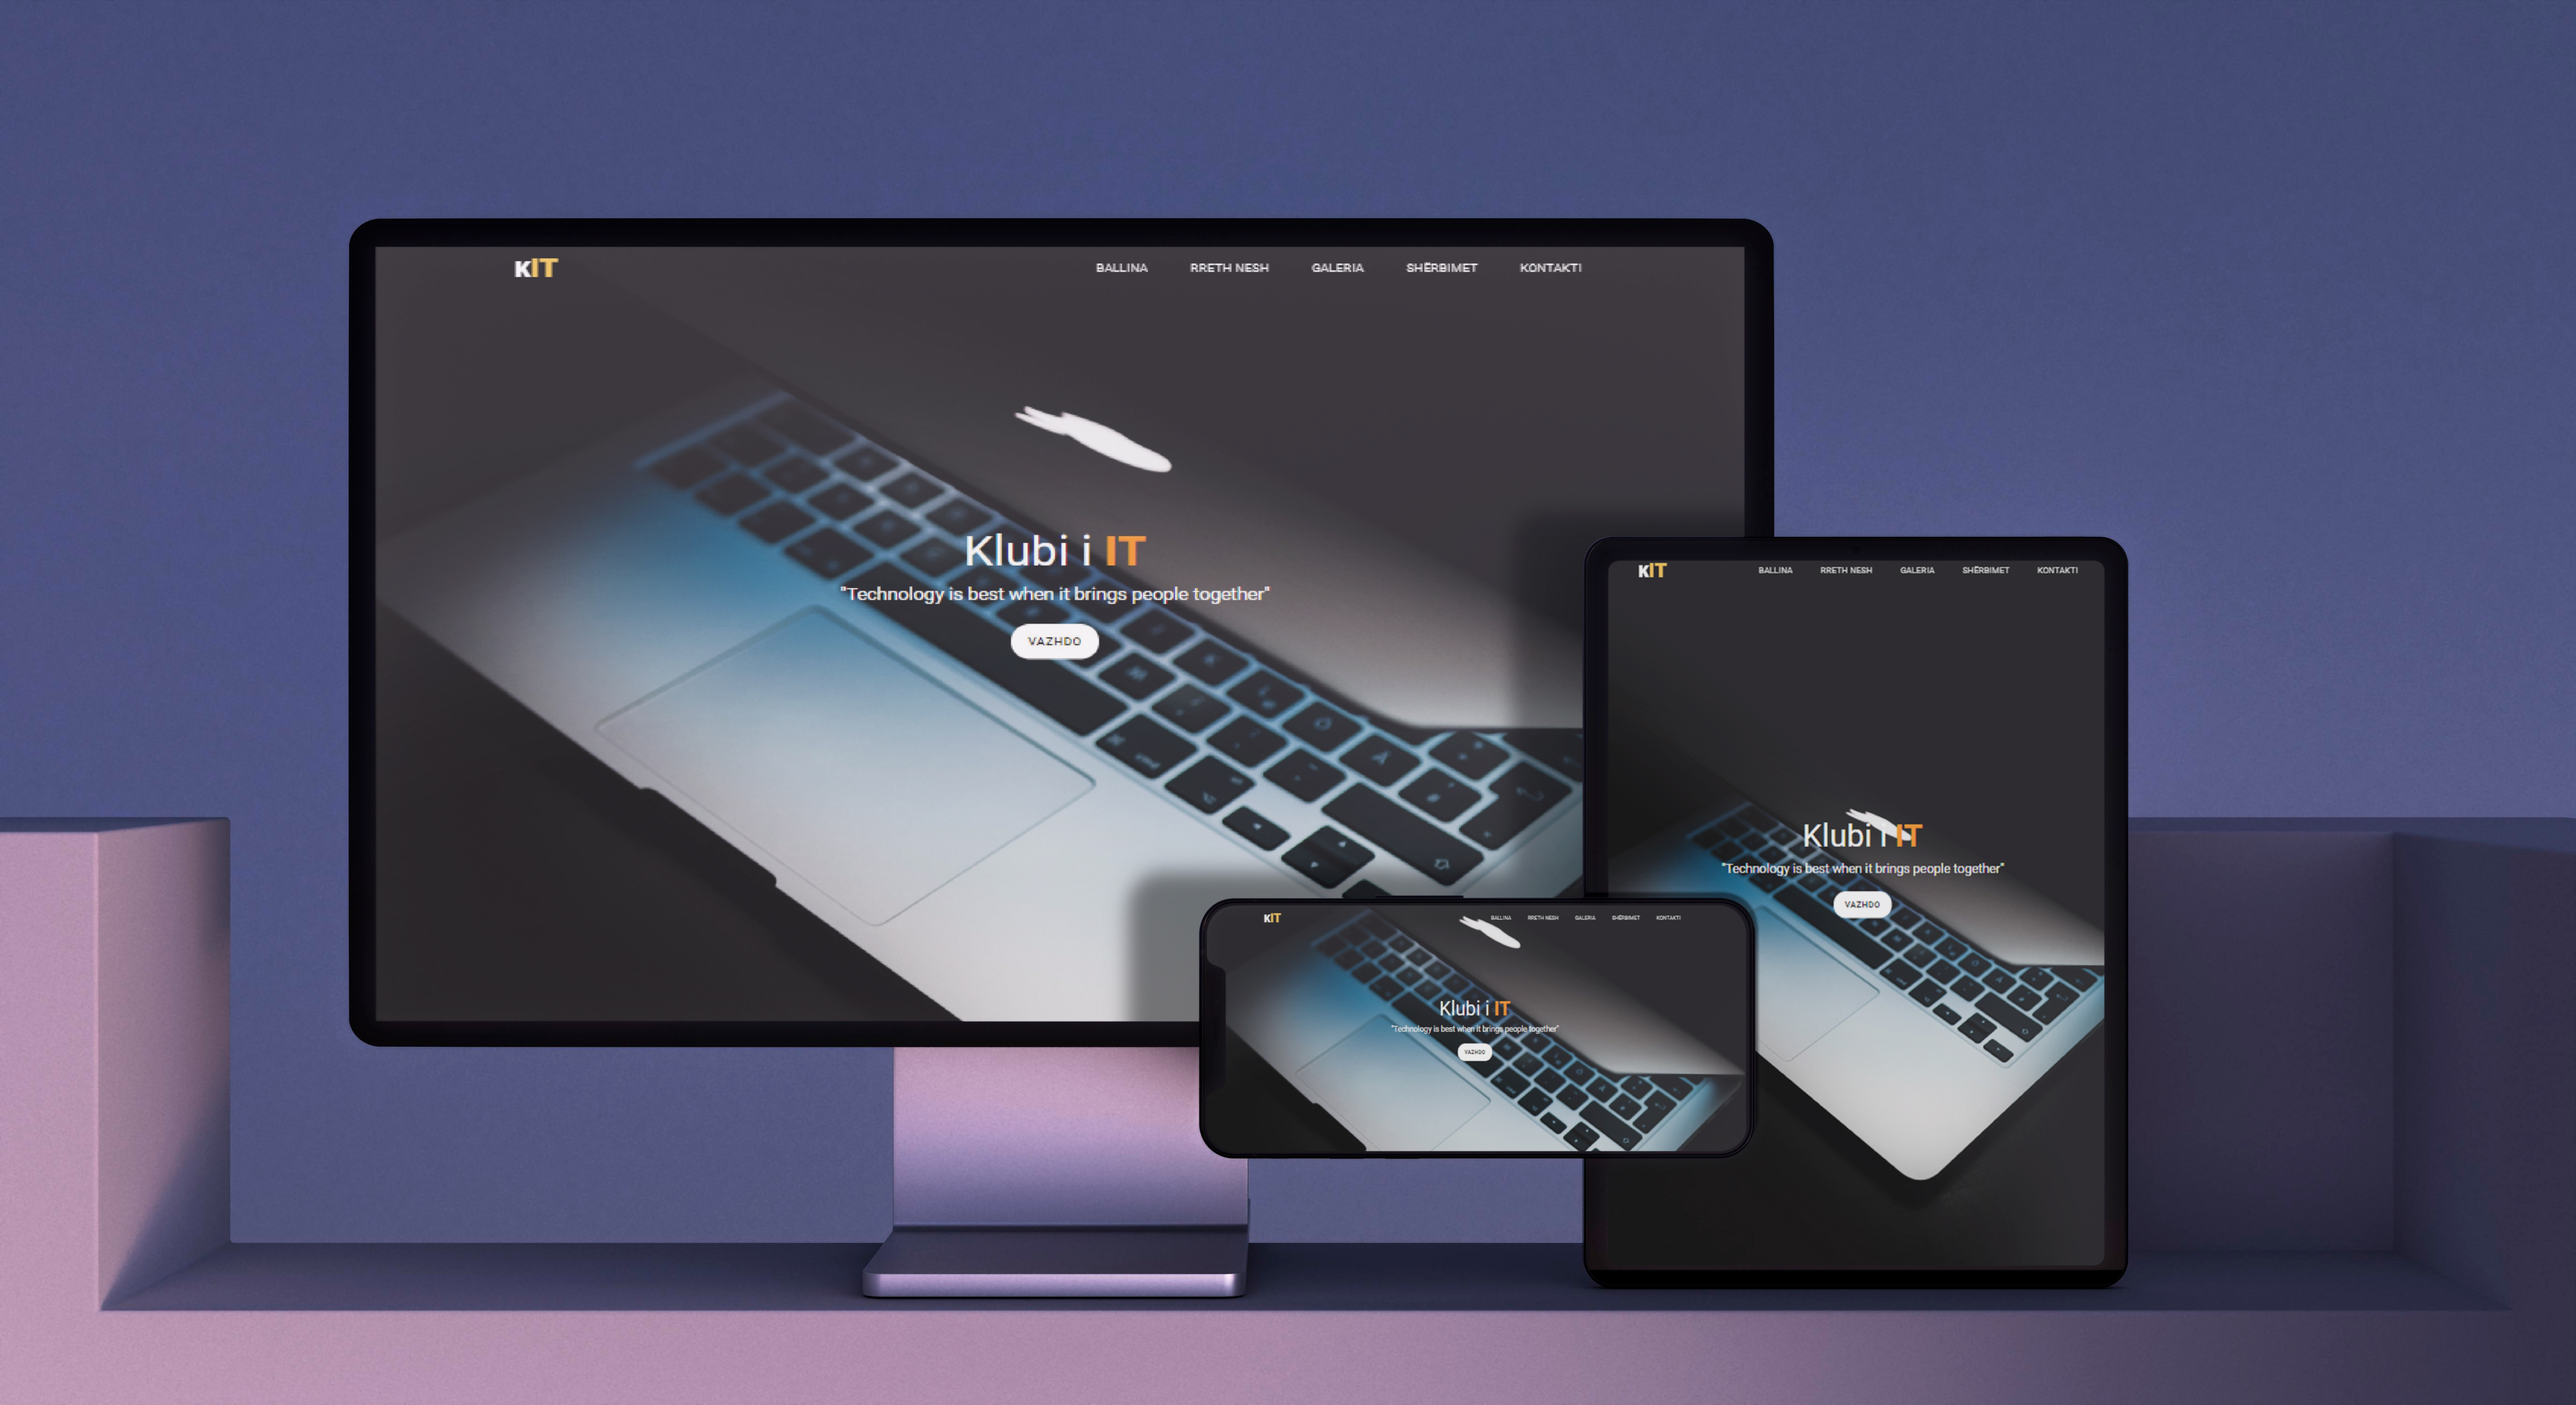 KIT
BALLINA RRETH NESH GALERIA SHËRBIMET KONTAKTI
Klubi i IT
"Technology is best when it brings people together"
VAZHDO
KIT
BALLINA RRETH NESH GALERIA SHËRBIMET KONTAKTI
Klubi i IT
"Technology is best when it brings people together"
VAZHDO
KIT
BALLINA RRETH NESH GALERIA SHËRBIMET KONTAKTI
Klubi i IT
"Technology is best when it brings people together"
VAZHDO